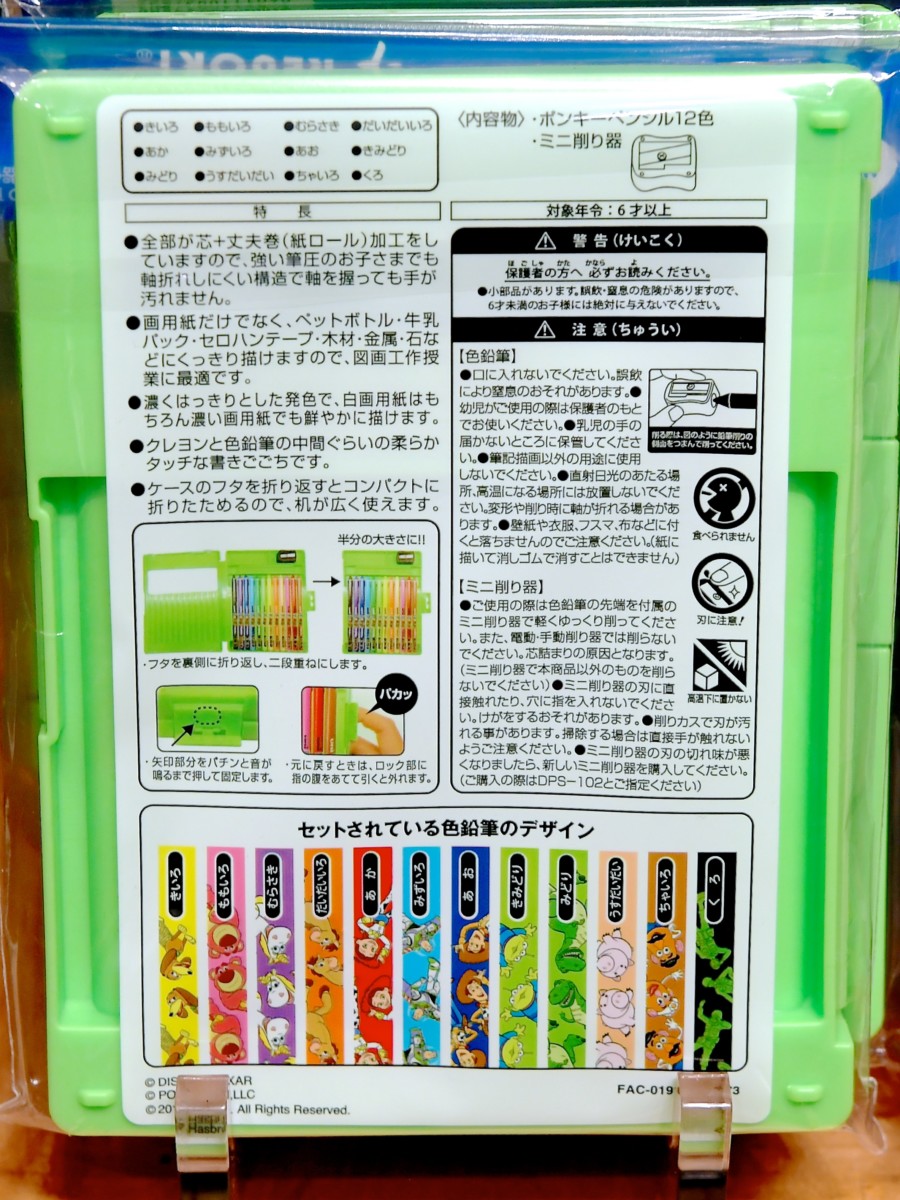 RESORT
●きいろ ●ももいろ ●むらさき ●だいだいいろ
●あか ●みずいろ ●あお ●きみどり
●みどり ●うすだいだい ●ちゃいろ ●くろ
〈内容物〉・ポンキーペンシル12色
・ミニ削り器
特 長
●全部が芯+丈夫巻(紙ロール)加工をし
ていますので、強い筆圧のお子さまでも
軸折れしにくい構造で軸を握っても手が
汚れません。
●画用紙だけでなく、ペットボトル・牛乳
パック・セロハンテープ・木材・金属・石な
どにくっきり描けますので、図画工作授
業に最適です。
●濃くはっきりとした発色で、白画用紙はも
ちろん濃い画用紙でも鮮やかに描けます。
●クレヨンと色鉛筆の中間ぐらいの柔らか
タッチな書きごごちです。
●ケースのフタを折り返すとコンパクトに
折りたためるので、机が広く使えます。
半分の大きさに!!
・フタを裏側に折り返し、二段重ねにします。
パカッ
・矢印部分をパチンと音が
鳴るまで押して固定します。
・元に戻すときは、ロック部に
指の腹をあてて引くと外れます。
対象年令:6才以上
警告(けいこく)
ほごしゃ かた かなら よ
保護者の方へ 必ずお読みください。
●小部品があります。誤飲・窒息の危険がありますので、
6才未満のお子様には絶対に与えないでください。
注意(ちゅうい)
【色鉛筆】
●口に入れないでください。誤飲
により窒息のおそれがあります。●
幼児がご使用の際は保護者のもと
でお使いください。●乳児の手の
届かないところに保管してくださ
い。●筆記描画以外の用途に使用
しないでください。●直射日光のあたる場
所、高温になる場所には放置しないでくだ
さい。変形や削り時に軸が折れる場合があ
ります。●壁紙や衣服、フスマ、布などに付
くと落ちませんのでご注意ください。(紙に
描いて消しゴムで消すことはできません)
削る際は、図のように鉛筆削りの
側面をつまんで削ってください。
食べられません
刃に注意!
高温下に置かない
【ミニ削り器】
●ご使用の際は色鉛筆の先端を付属の
ミニ削り器で軽くゆっくり削ってくださ
い。また、電動・手動削り器では削らない
でください。芯詰まりの原因となります。
(ミニ削り器で本商品以外のものを削ら
ないでください)●ミニ削り器の刃に直
接触れたり、穴に指を入れないでくださ
い。けがをするおそれがあります。●削りカスで刃が汚
れる事があります。掃除する場合は直接手が触れない
ようご注意ください。●ミニ削り器の刃の切れ味が悪
くなりましたら、新しいミニ削り器を購入してください。
(ご購入の際はDPS-102とご指定ください)
セットされている色鉛筆のデザイン
きいろ
ももいろ
むらさき
だいだいいろ
あか
みずいろ
あお
きみどり
みどり
うすだいだい
ちゃいろ
くろ
© DIS KAR
© PO ,LLC
All Rights Reserved.
Hasbr
FAC-019